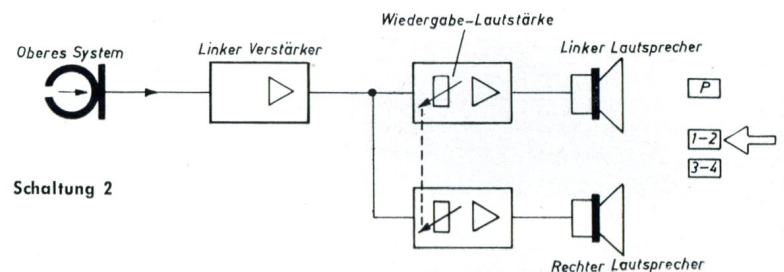 Wiedergabe-Lautstärke
Oberes System
Linker Verstärker
Linker Lautsprecher
P
1-2
3-4
Schaltung 2
Rechter Lautsprecher